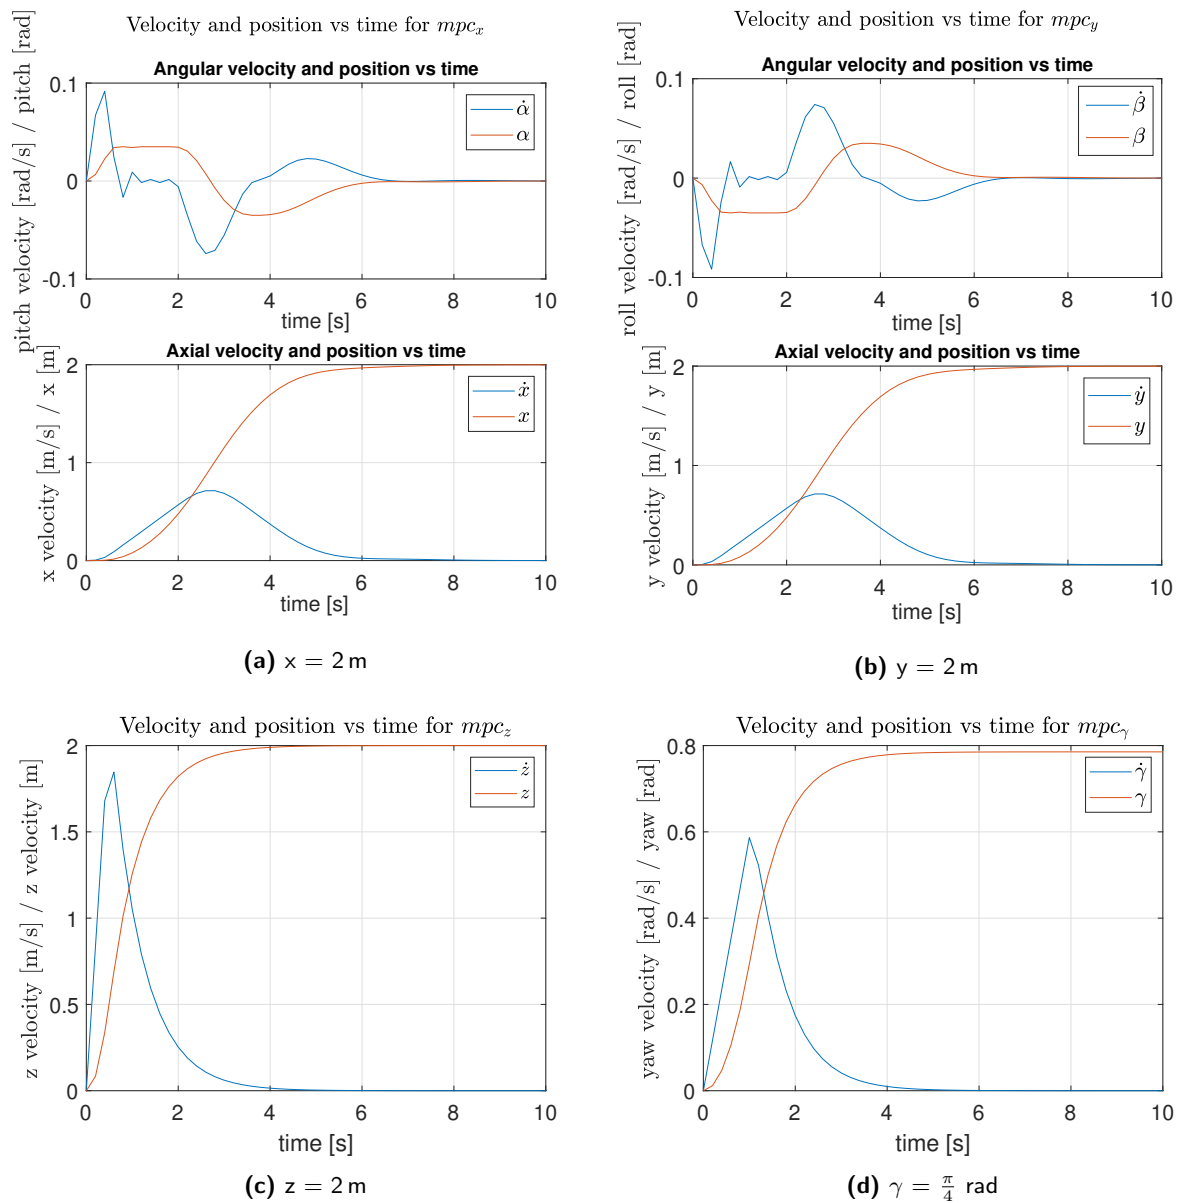 Velocity and position vs time for mpc_x
Angular velocity and position vs time
pitch velocity [rad/s] / pitch [rad]
0.1
0
-0.1
α̇
α
0 2 4 6 8 10
time [s]
Axial velocity and position vs time
x velocity [m/s] / x [m]
2
1
0
ẋ
x
0 2 4 6 8 10
time [s]
(a) x = 2 m
Velocity and position vs time for mpc_y
Angular velocity and position vs time
roll velocity [rad/s] / roll [rad]
0.1
0
-0.1
β̇
β
0 2 4 6 8 10
time [s]
Axial velocity and position vs time
y velocity [m/s] / y [m]
2
1
0
ẏ
y
0 2 4 6 8 10
time [s]
(b) y = 2 m
Velocity and position vs time for mpc_z
z velocity [m/s] / z velocity [m]
2
1.5
1
0.5
0
ż
z
0 2 4 6 8 10
time [s]
(c) z = 2 m
Velocity and position vs time for mpc_γ
yaw velocity [rad/s] / yaw [rad]
0.8
0.6
0.4
0.2
0
γ̇
γ
0 2 4 6 8 10
time [s]
(d) γ = π/4 rad